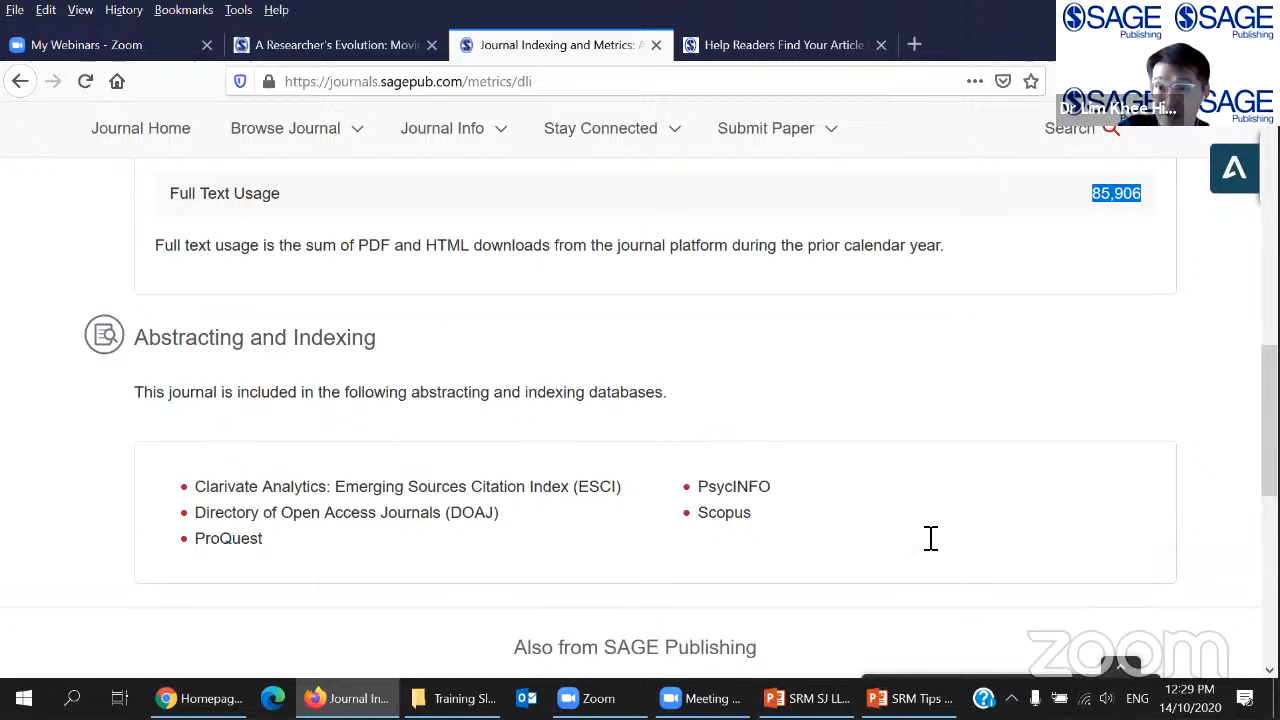 File Edit View History Bookmarks Tools Help
My Webinars - Zoom
A Researcher's Evolution: Movin
Journal Indexing and Metrics: A
Help Readers Find Your Article
https://journals.sagepub.com/metrics/dli
SAGE Publishing
SAGE Publishing
SAGE Publishing
SAGE Publishing
Dr Lim Khee Hi...
Journal Home Browse Journal Journal Info Stay Connected Submit Paper Search
Full Text Usage 85,906
Full text usage is the sum of PDF and HTML downloads from the journal platform during the prior calendar year.
Abstracting and Indexing
This journal is included in the following abstracting and indexing databases.
Clarivate Analytics: Emerging Sources Citation Index (ESCI)
Directory of Open Access Journals (DOAJ)
ProQuest
PsycINFO
Scopus
Also from SAGE Publishing
zoom
Homepag... Journal In... Training Sl... Zoom Meeting ... SRM SJ LL... SRM Tips ... ENG 12:29 PM
14/10/2020